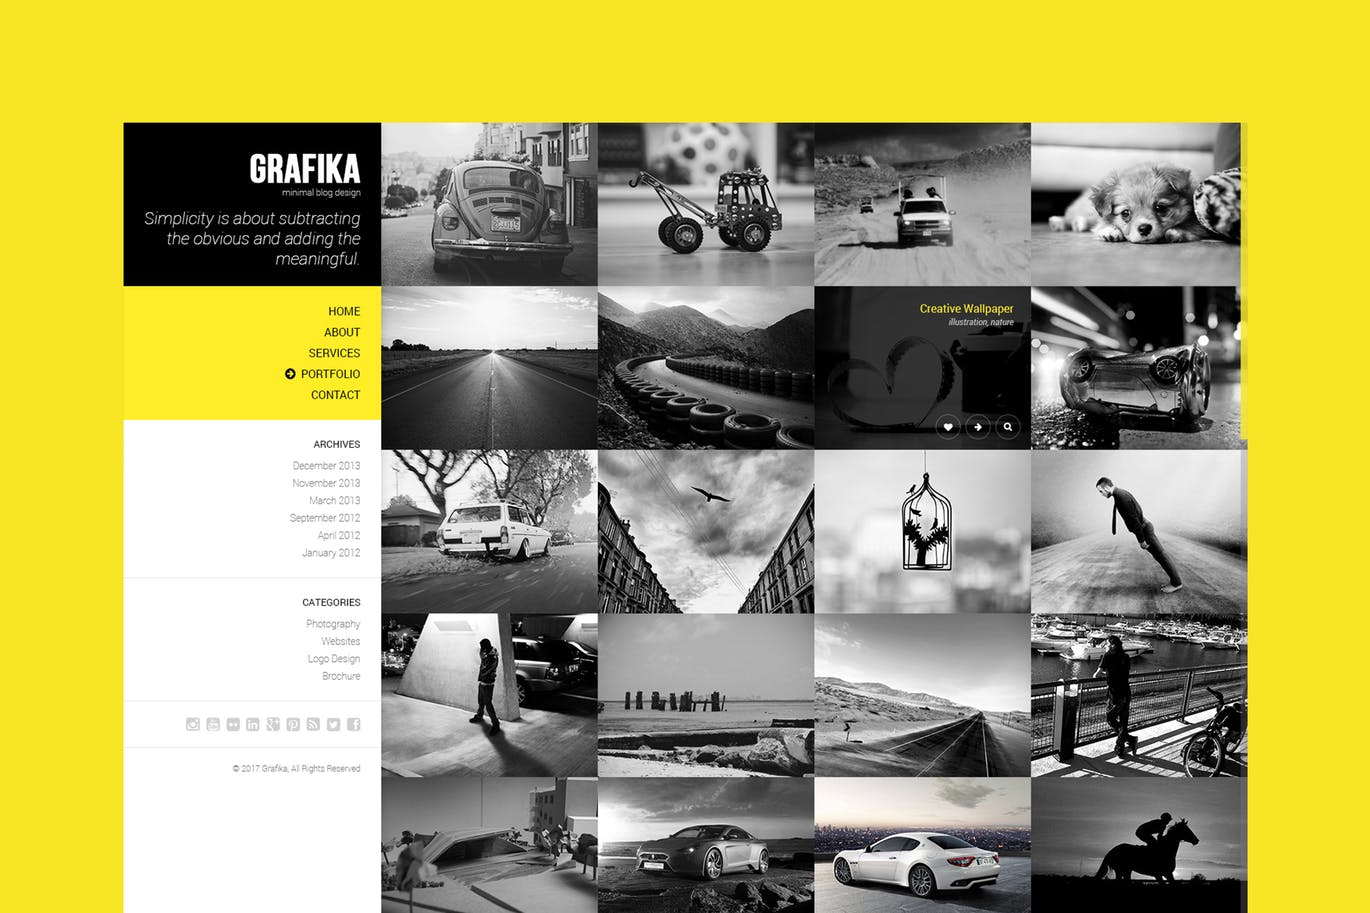 GRAFIKA
minimal blog design
Simplicity is about subtracting
the obvious and adding the
meaningful.
HOME
ABOUT
SERVICES
PORTFOLIO
CONTACT
ARCHIVES
December 2013
November 2013
March 2013
September 2012
April 2012
January 2012
CATEGORIES
Photography
Websites
Logo Design
Brochure
© 2017 Grafika, All Rights Reserved
Creative Wallpaper
illustration, nature